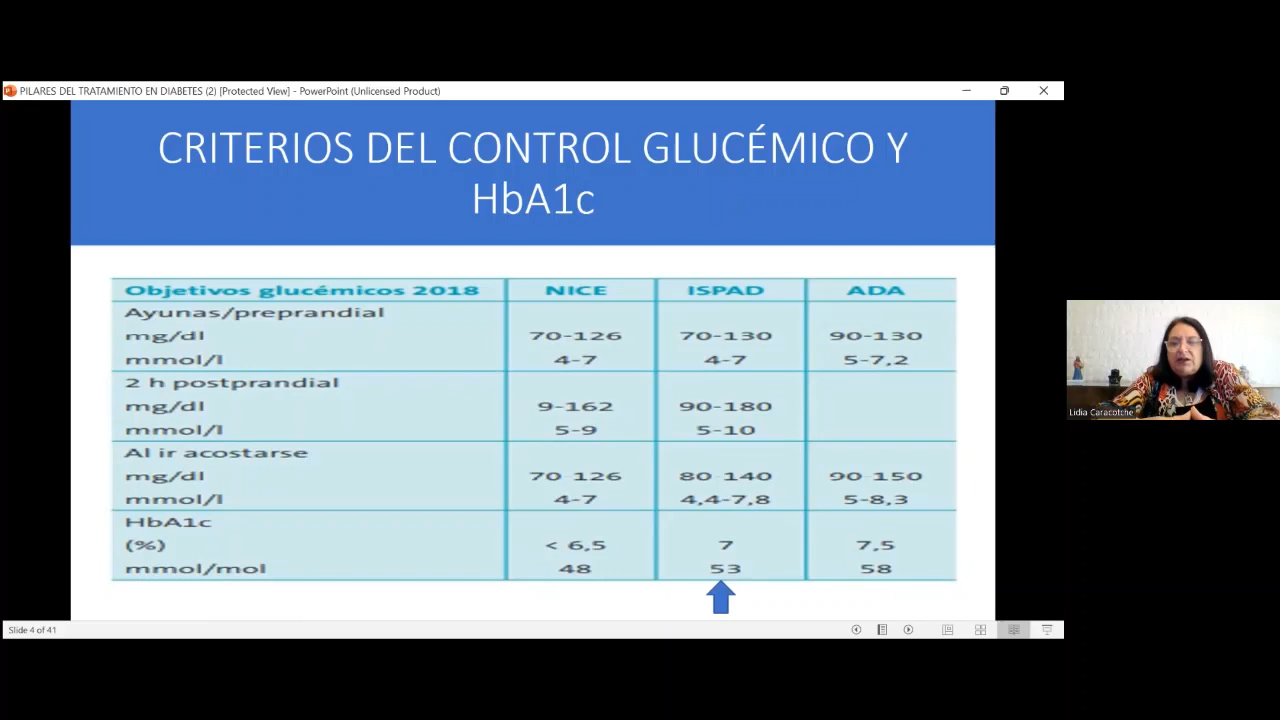 PILARES DEL TRATAMIENTO EN DIABETES (2) [Protected View] - PowerPoint (Unlicensed Product)
CRITERIOS DEL CONTROL GLUCÉMICO Y
HbA1c
Objetivos glucémicos 2018 NICE ISPAD ADA
Ayunas/preprandial
mg/dl 70-126 70-130 90-130
mmol/l 4-7 4-7 5-7,2
2 h postprandial
mg/dl 9-162 90-180
mmol/l 5-9 5-10
Al ir acostarse
mg/dl 70-126 80-140 90-150
mmol/l 4-7 4,4-7,8 5-8,3
HbA1c
(%) < 6,5 7 7,5
mmol/mol 48 53 58
Slide 4 of 41
Lidia Caracotche